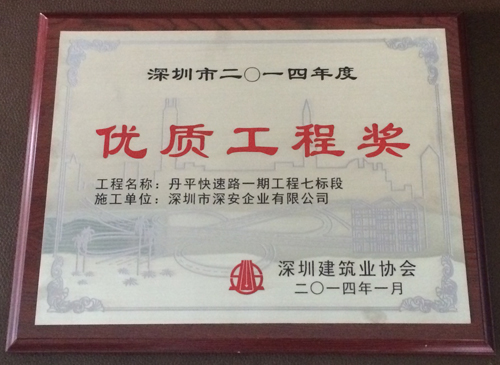 深圳市二〇一四年度
优质工程奖
工程名称：丹平快速路一期工程七标段
施工单位：深圳市深安企业有限公司
深圳建筑业协会
二〇一四年一月